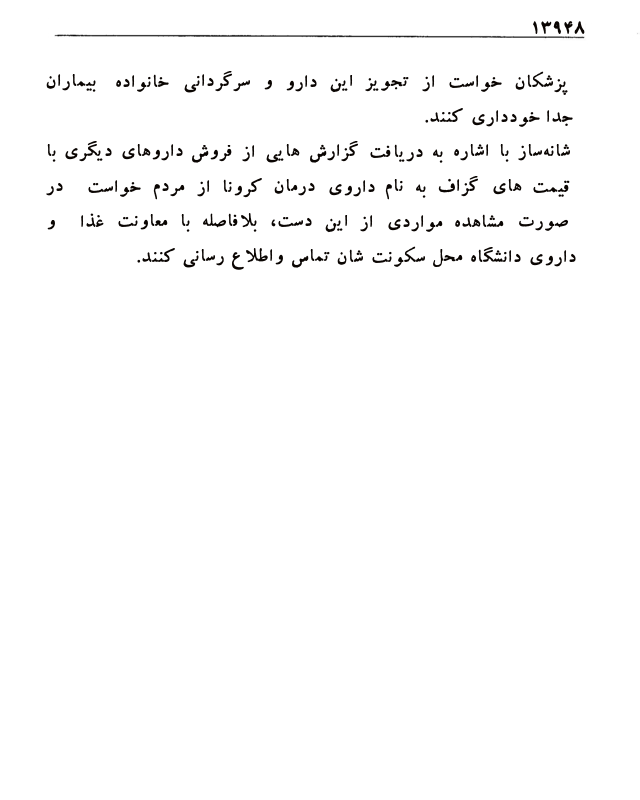 ۱۳۹۴۸
پزشکان خواست از تجویز این دارو و سرگردانی خانواده بیماران
جدا خودداری کنند.
شانه‌ساز با اشاره به دریافت گزارش هایی از فروش داروهای دیگری با
قیمت های گزاف به نام داروی درمان کرونا از مردم خواست در
صورت مشاهده مواردی از این دست، بلافاصله با معاونت غذا و
داروی دانشگاه محل سکونت شان تماس واطلاع رسانی کنند.